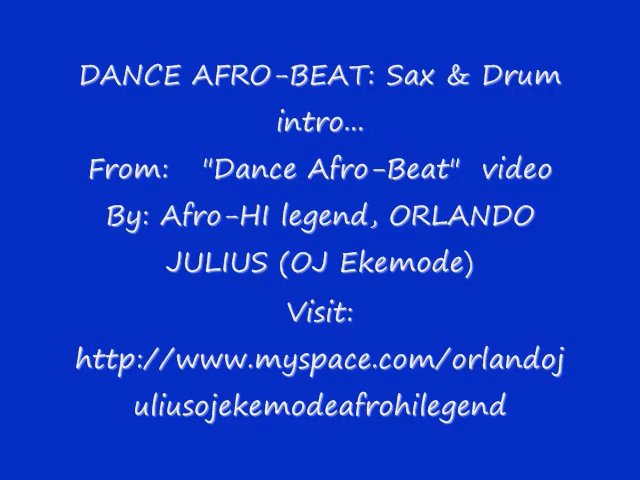 DANCE AFRO-BEAT: Sax & Drum
intro...
From: "Dance Afro-Beat" video
By: Afro-HI legend, ORLANDO
JULIUS (OJ Ekemode)
Visit:
http://www.myspace.com/orlandoj
uliusojekemodeafrohilegend